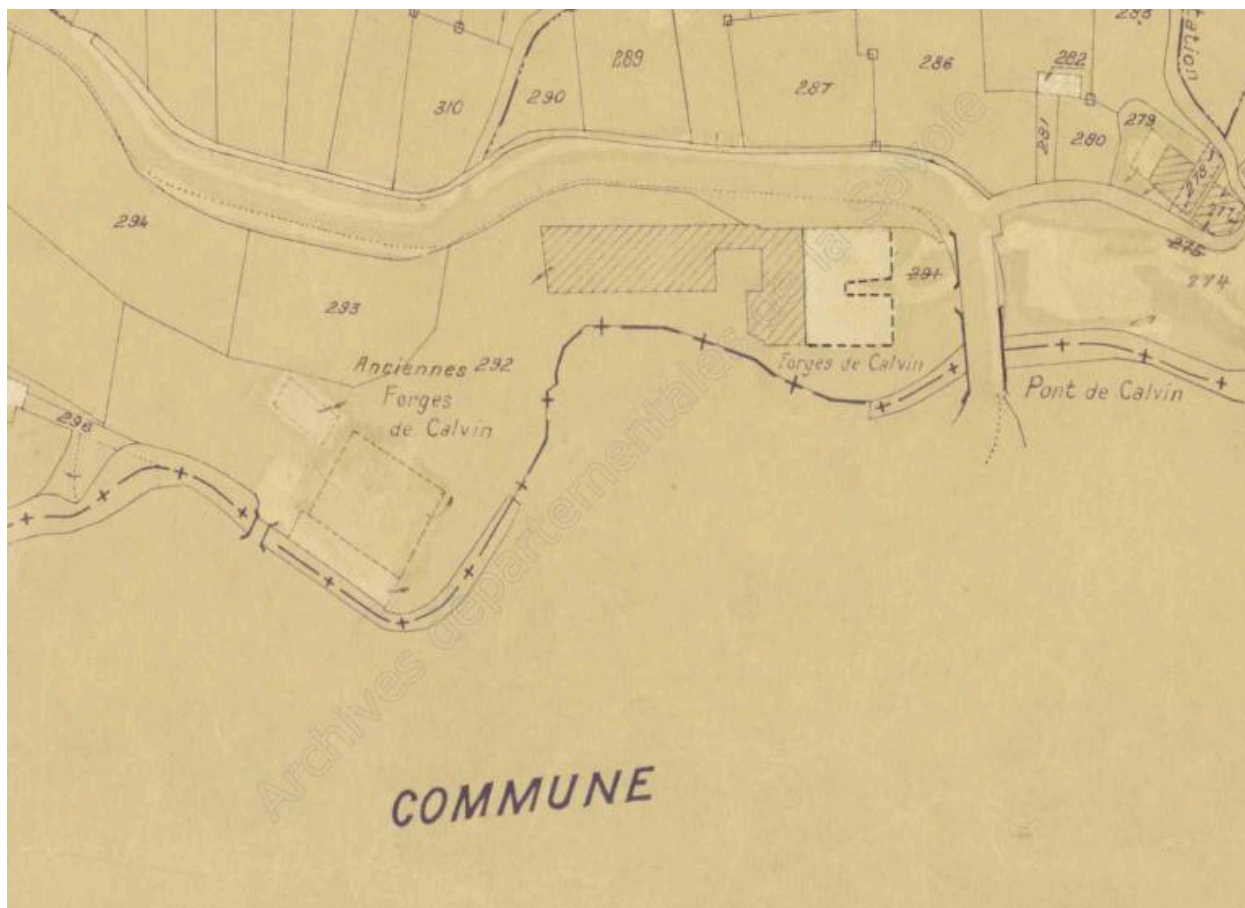 288
tation
289
286
282
310
290
287
281
280
279
278
277
294
275
274
291
293
Anciennes 292
Forges
de Calvin
Forges de Calvin
Pont de Calvin
296
COMMUNE
Archives départementales de la Savoie